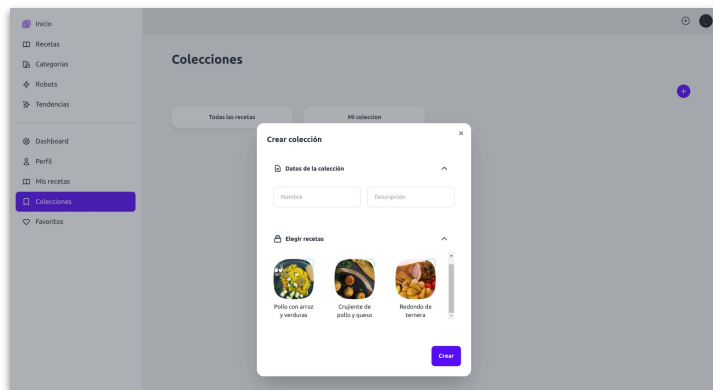 Inicio
Recetas
Categorías
Robots
Tendencias
Dashboard
Perfil
Mis recetas
Colecciones
Favoritos
Colecciones
Todas las recetas
Mi coleccion
Crear colección
Datos de la colección
Nombre
Descripción
Elegir recetas
Pollo con arroz
y verduras
Crujiente de
pollo y queso
Redondo de
ternera
Crear